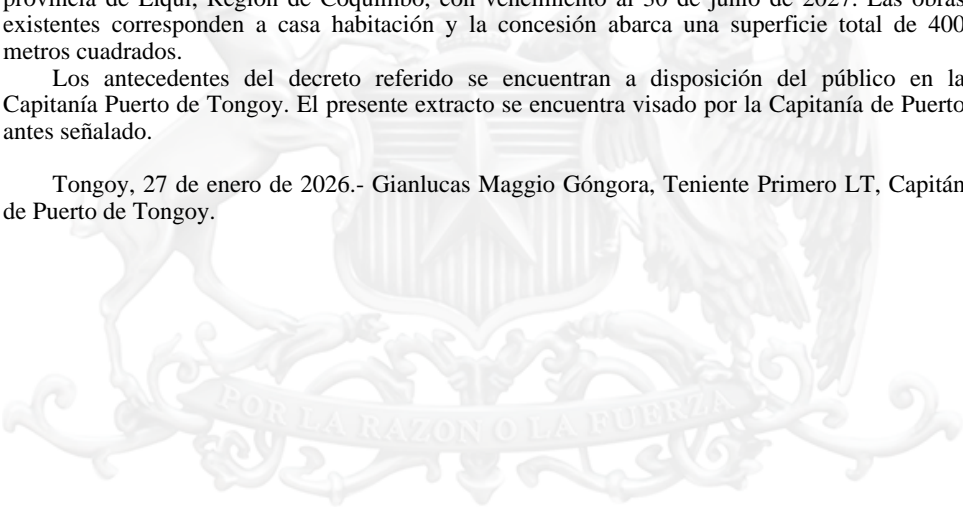 provincia de Elqui, Región de Coquimbo, con vencimiento al 30 de junio de 2027. Las obras
existentes corresponden a casa habitación y la concesión abarca una superficie total de 400
metros cuadrados.
Los antecedentes del decreto referido se encuentran a disposición del público en la
Capitanía Puerto de Tongoy. El presente extracto se encuentra visado por la Capitanía de Puerto
antes señalado.
Tongoy, 27 de enero de 2026.- Gianlucas Maggio Góngora, Teniente Primero LT, Capitán
de Puerto de Tongoy.
POR LA RAZON O LA FUERZA